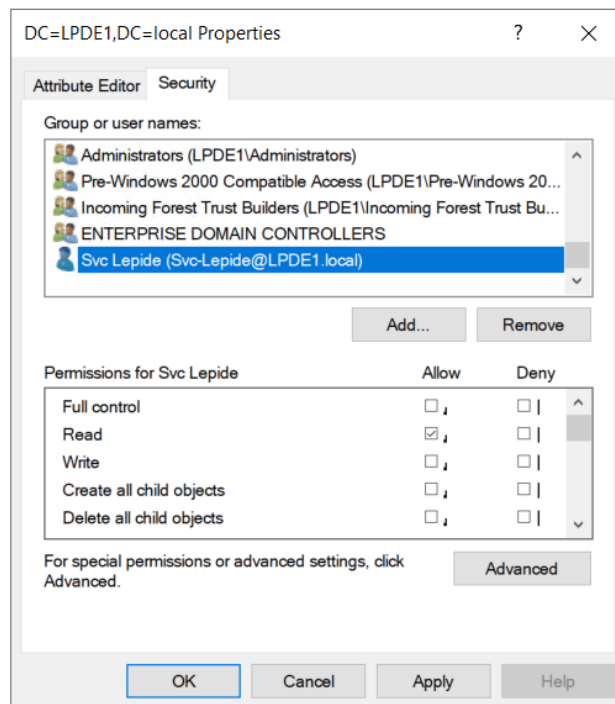 DC=LPDE1,DC=local Properties ?
Attribute Editor Security
Group or user names:
Administrators (LPDE1\Administrators)
Pre-Windows 2000 Compatible Access (LPDE1\Pre-Windows 20...
Incoming Forest Trust Builders (LPDE1\Incoming Forest Trust Bu...
ENTERPRISE DOMAIN CONTROLLERS
Svc Lepide (Svc-Lepide@LPDE1.local)
Add... Remove
Permissions for Svc Lepide Allow Deny
Full control
Read
Write
Create all child objects
Delete all child objects
For special permissions or advanced settings, click
Advanced.
Advanced
OK Cancel Apply Help